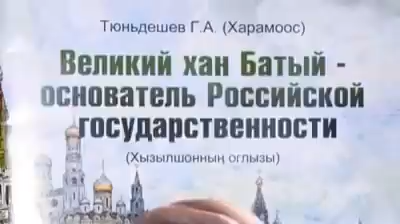 Тюньдешев Г.А. (Харамоос)
Великий хан Батый -
основатель Российской
государственности
(Хызылшонның оглызы)